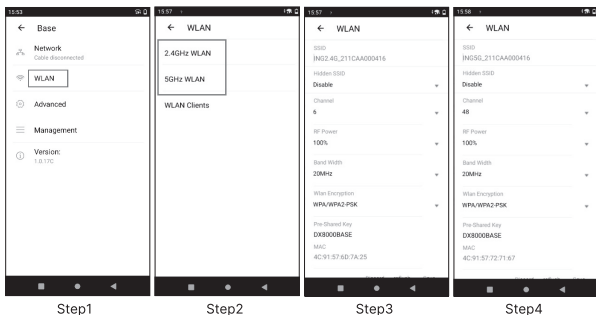 15:53
Base
Network
Cable disconnected
WLAN
Advanced
Management
Version:
1.0.17C
Step1
15:57
WLAN
2.4GHz WLAN
5GHz WLAN
WLAN Clients
Step2
15:57
WLAN
SSID
ING2.4G_211CAA000416
Hidden SSID
Disable
Channel
6
RF Power
100%
Band Width
20MHz
Wlan Encryption
WPA/WPA2-PSK
Pre-Shared Key
DX8000BASE
MAC
4C:91:57:6D:7A:25
Step3
15:58
WLAN
SSID
ING5G_211CAA000416
Hidden SSID
Disable
Channel
48
RF Power
100%
Band Width
20MHz
Wlan Encryption
WPA/WPA2-PSK
Pre-Shared Key
DX8000BASE
MAC
4C:91:57:72:71:67
Step4